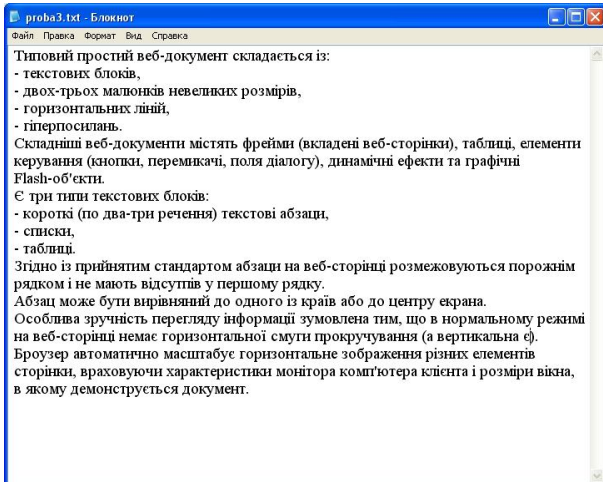 proba3.txt - Блокнот
Файл Правка Формат Вид Справка
Типовий простий веб-документ складається із:
- текстових блоків,
- двох-трьох малюнків невеликих розмірів,
- горизонтальних ліній,
- гіперпосилань.
Складніші веб-документи містять фрейми (вкладені веб-сторінки), таблиці, елементи
керування (кнопки, перемикачі, поля діалогу), динамічні ефекти та графічні
Flash-об'єкти.
Є три типи текстових блоків:
- короткі (по два-три речення) текстові абзаци,
- списки,
- таблиці.
Згідно із прийнятим стандартом абзаци на веб-сторінці розмежовуються порожнім
рядком і не мають відсутпів у першому рядку.
Абзац може бути вирівняний до одного із країв або до центру екрана.
Особлива зручність перегляду інформації зумовлена тим, що в нормальному режимі
на веб-сторінці немає горизонтальної смуги прокручування (а вертикальна є).
Броузер автоматично масштабує горизонтальне зображення різних елементів
сторінки, враховуючи характеристики монітора комп'ютера клієнта і розміри вікна,
в якому демонструється документ.